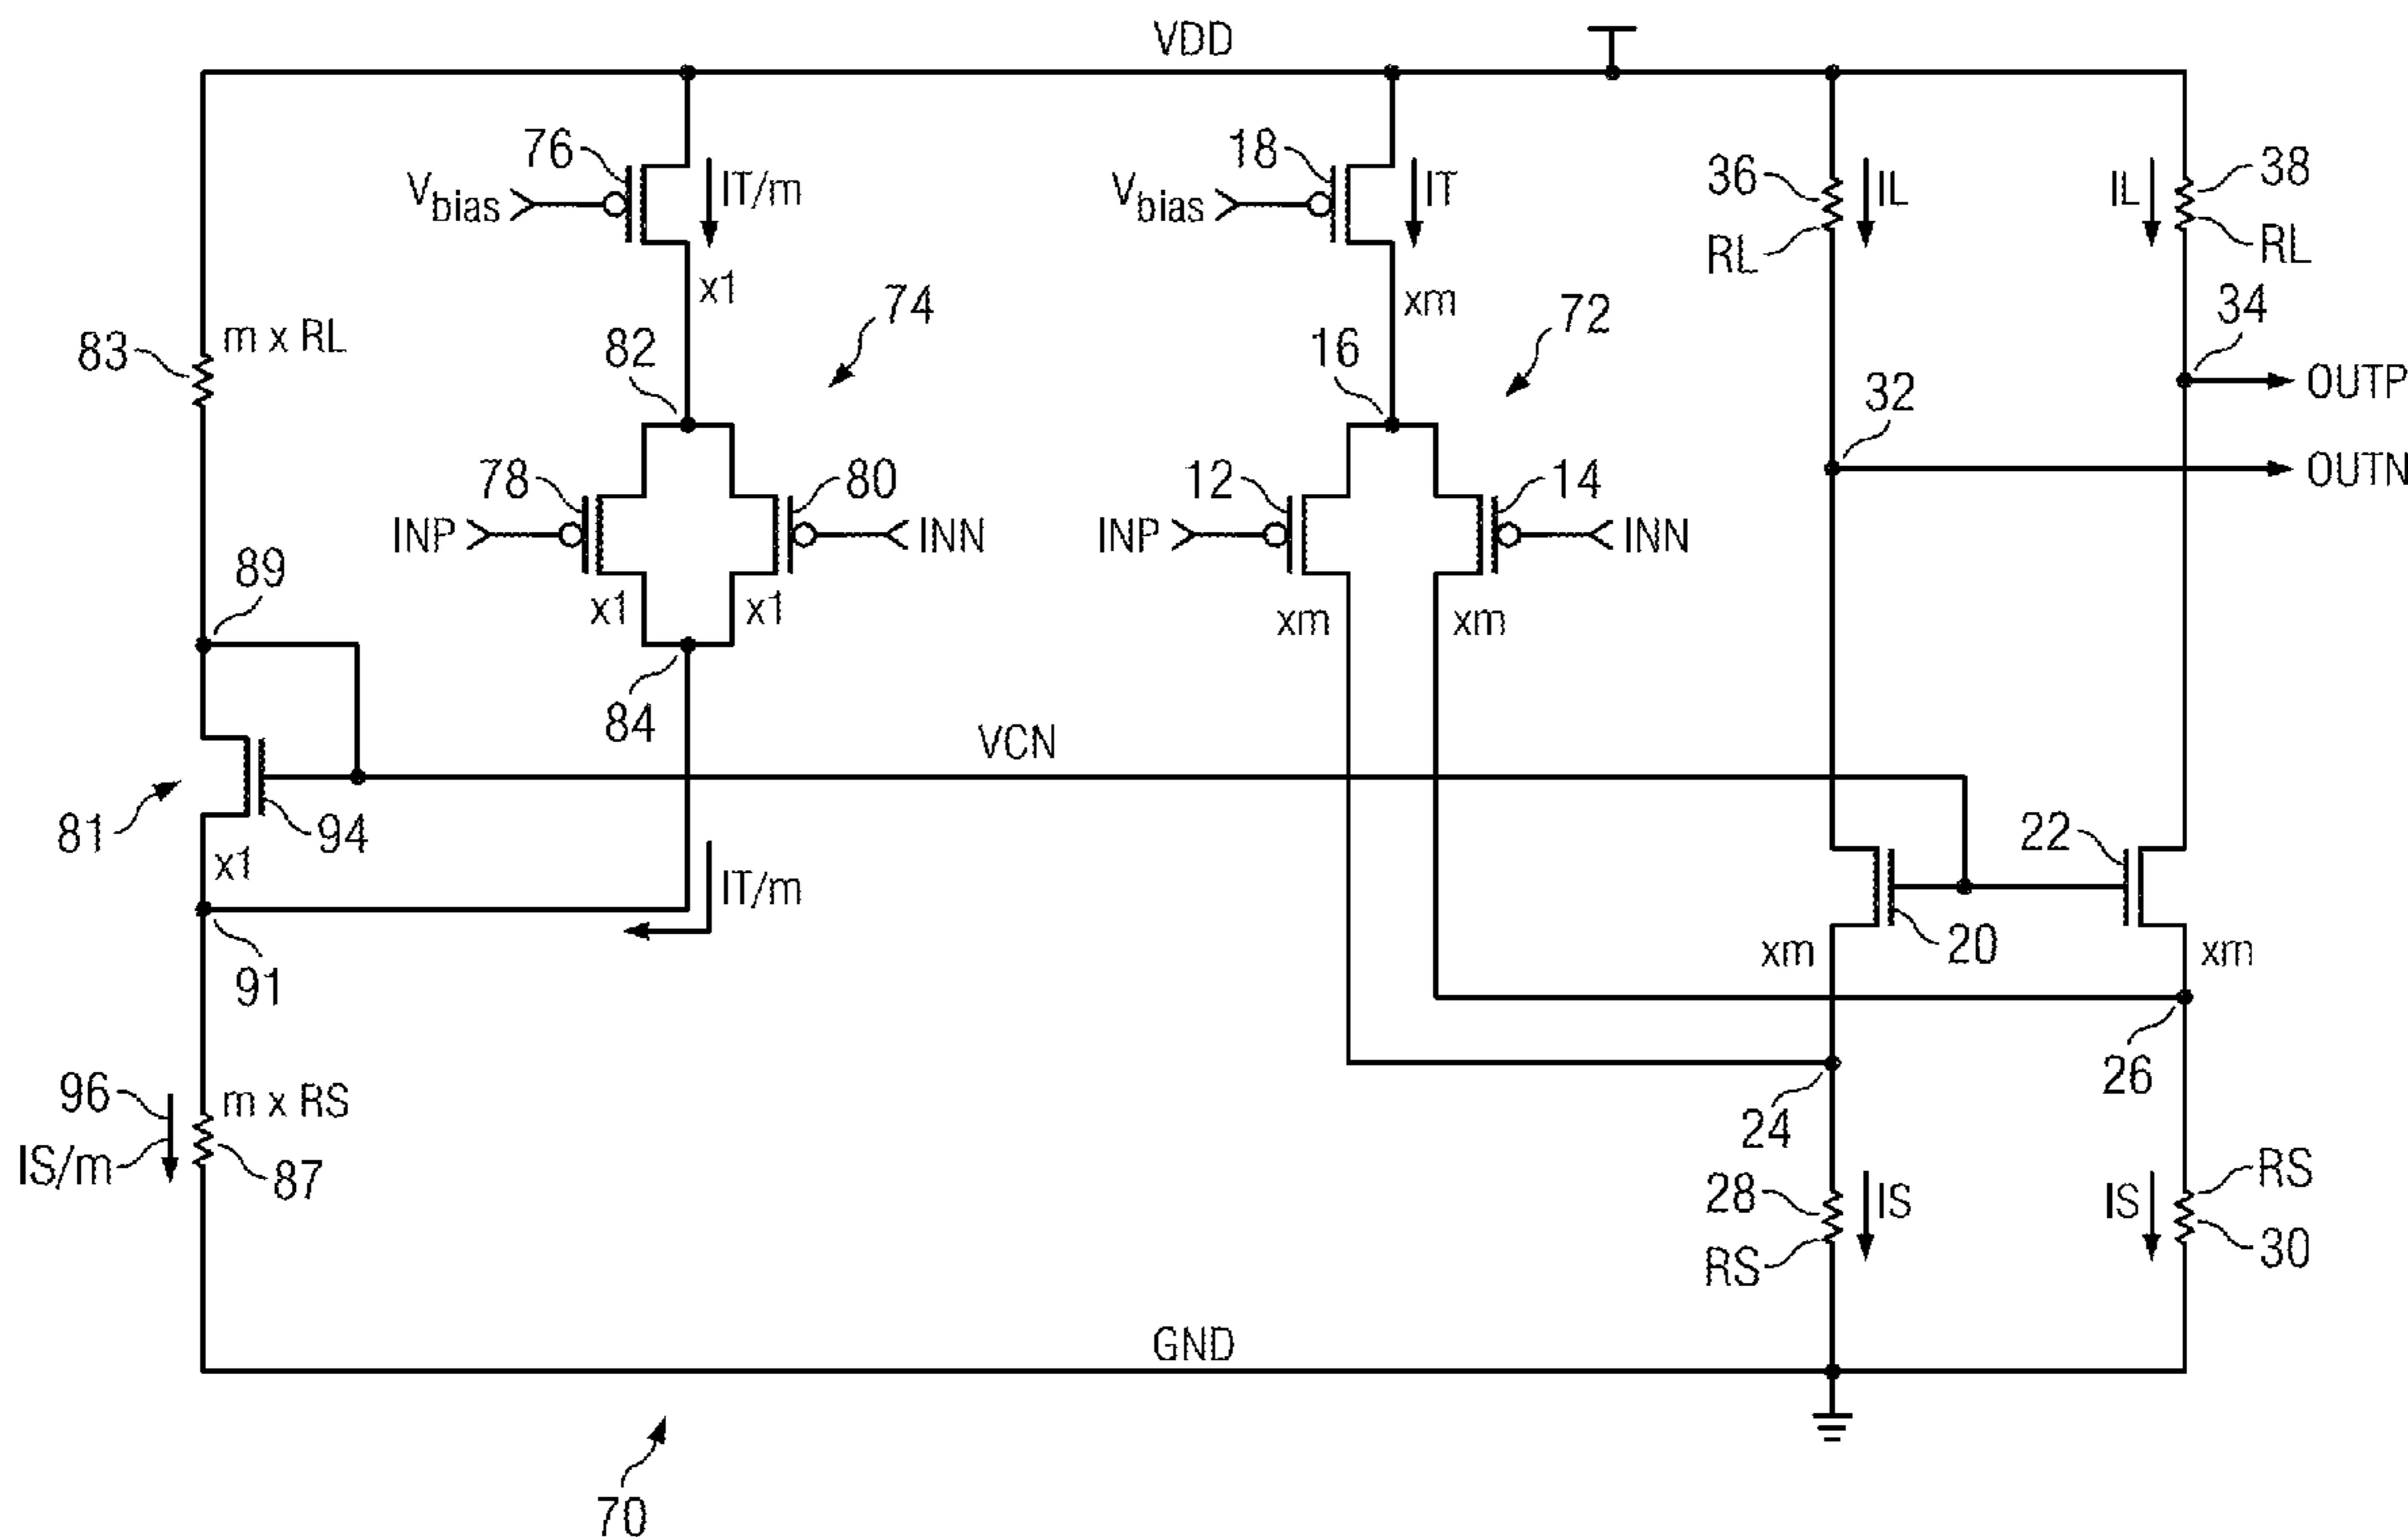 VDD
76
V bias
IT/m
x1
18
V bias
IT
xm
36
RL
IL
IL
38
RL
74
72
34
83
m x RL
82
16
32
OUTP
OUTN
78
INP
80
INN
x1
x1
12
INP
14
INN
xm
xm
89
84
VCN
81
94
x1
IT/m
91
22
20
xm
xm
24
26
96
IS/m
m x RS
87
28
RS
IS
IS
RS
30
GND
70